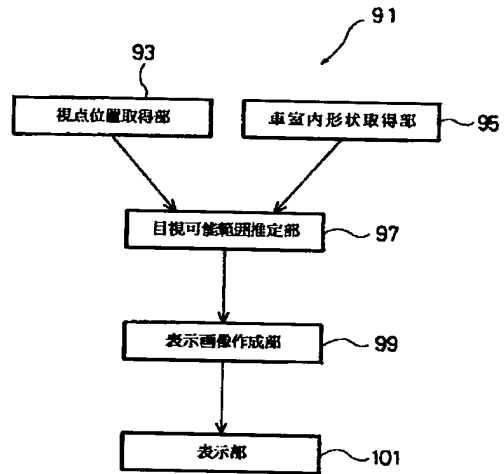 91
93
視点位置取得部
車室内形状取得部
95
目視可能範囲推定部
97
表示画像作成部
99
表示部
101